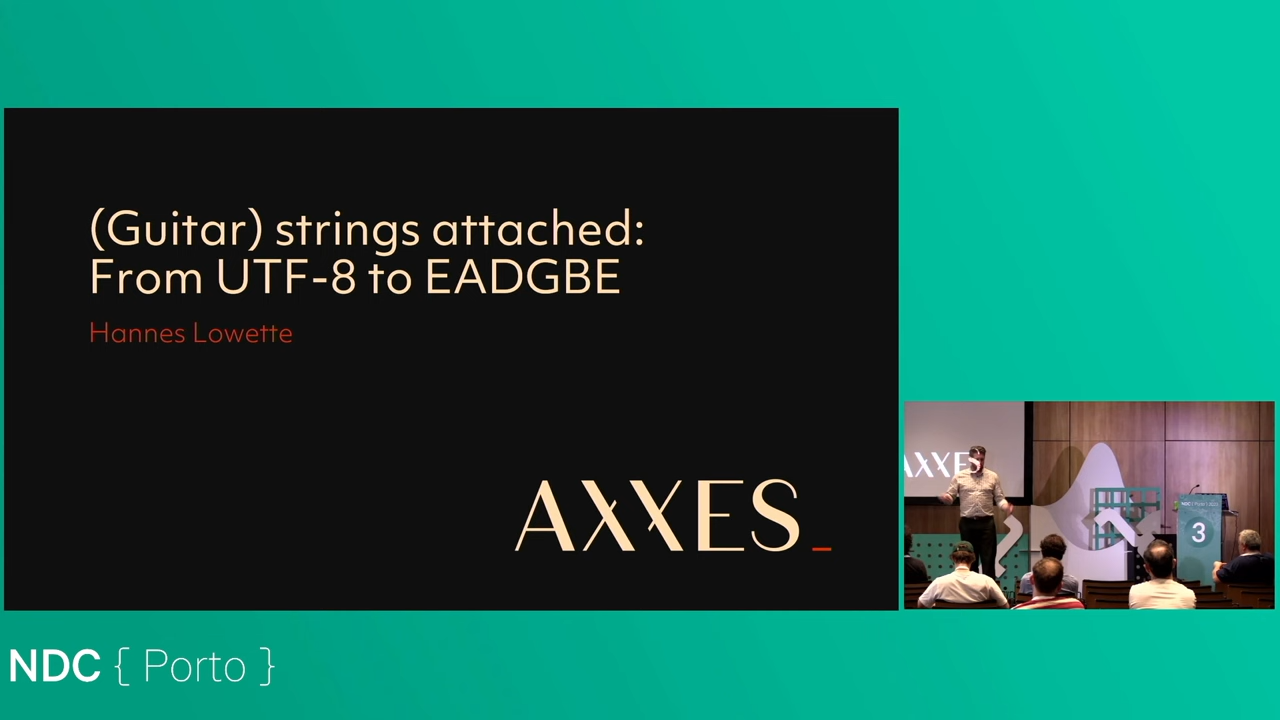 (Guitar) strings attached:
From UTF-8 to EADGBE
Hannes Lowette
AXXES_
AXXES
3
NDC { Porto }